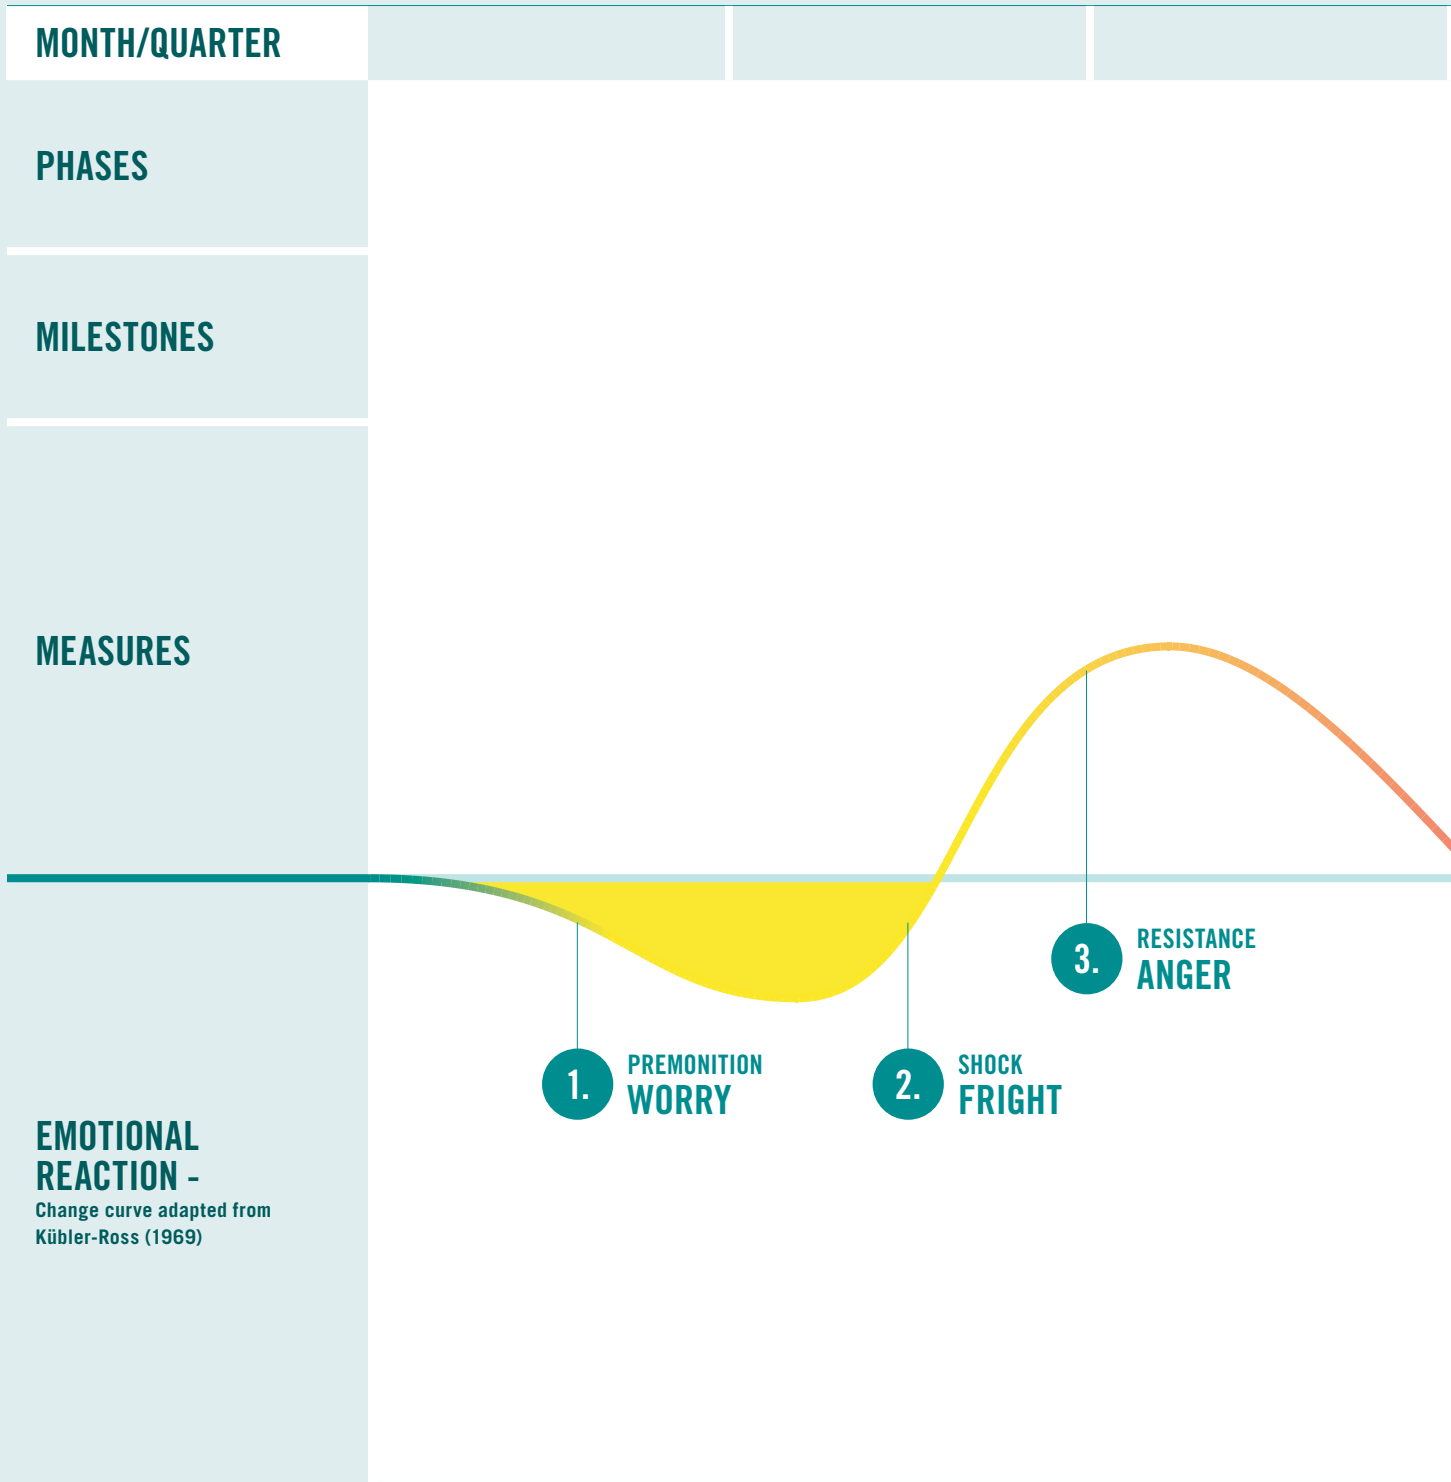 MONTH/QUARTER
PHASES
MILESTONES
MEASURES
3.
RESISTANCE
ANGER
1.
PREMONITION
WORRY
2.
SHOCK
FRIGHT
EMOTIONAL
REACTION -
Change curve adapted from
Kübler-Ross (1969)